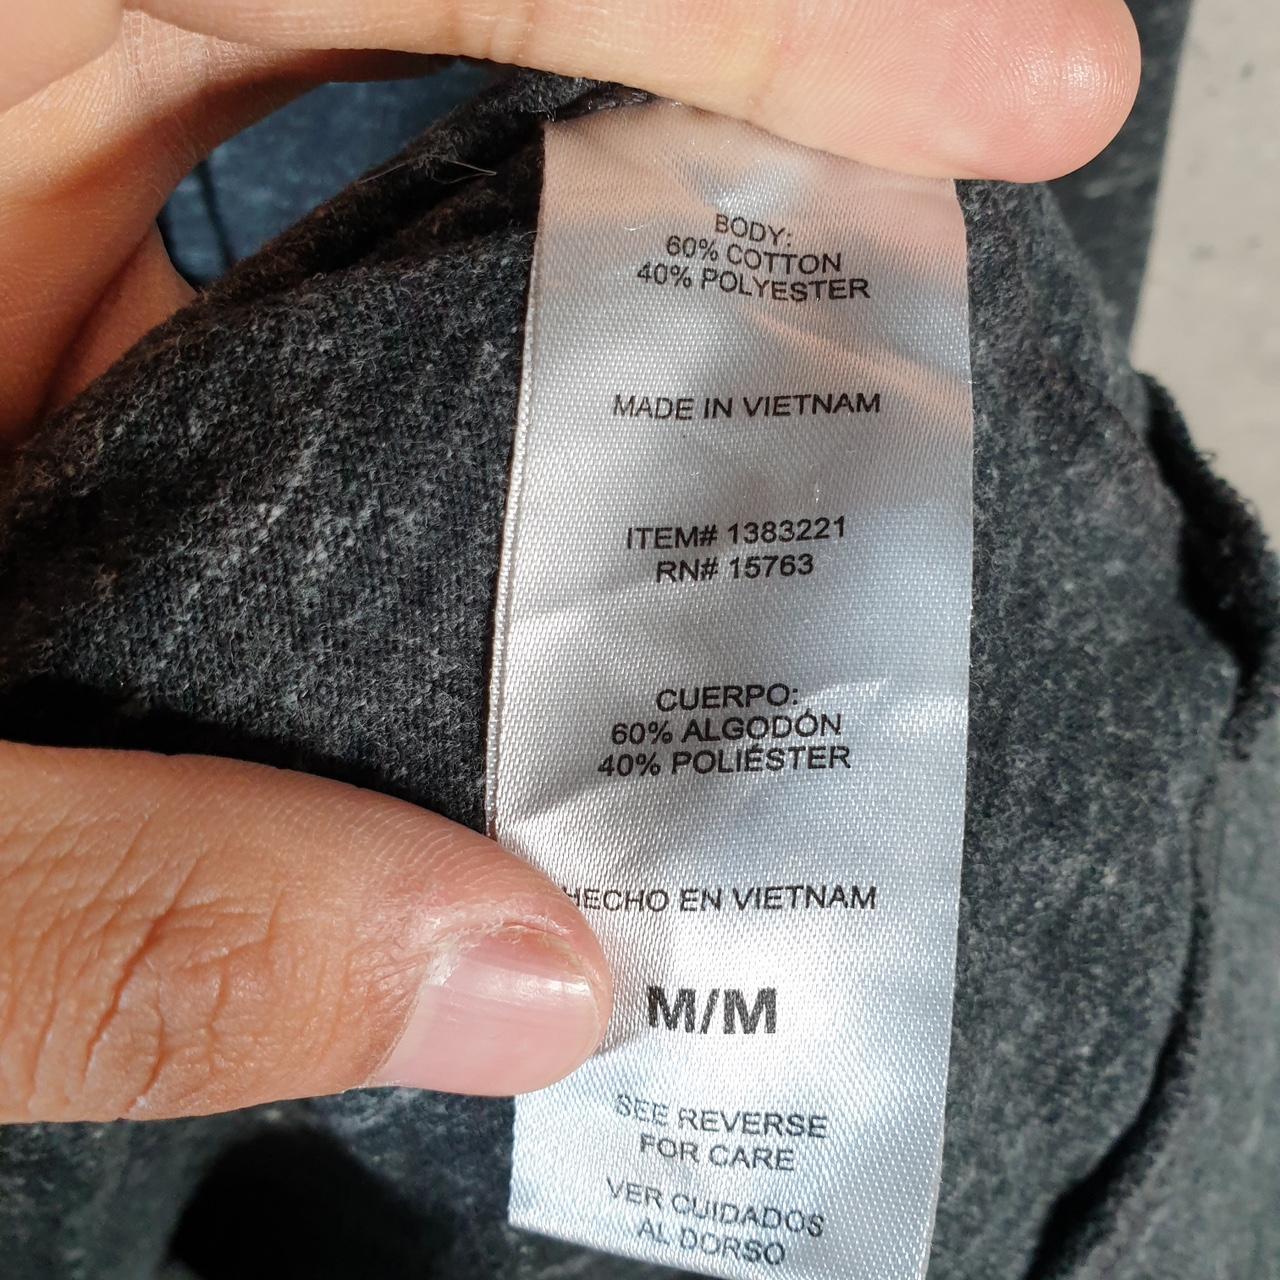 BODY:
60% COTTON
40% POLYESTER
MADE IN VIETNAM
ITEM# 1383221
RN# 15763
CUERPO:
60% ALGODÓN
40% POLIÉSTER
HECHO EN VIETNAM
M/M
SEE REVERSE
FOR CARE
VER CUIDADOS
AL DORSO